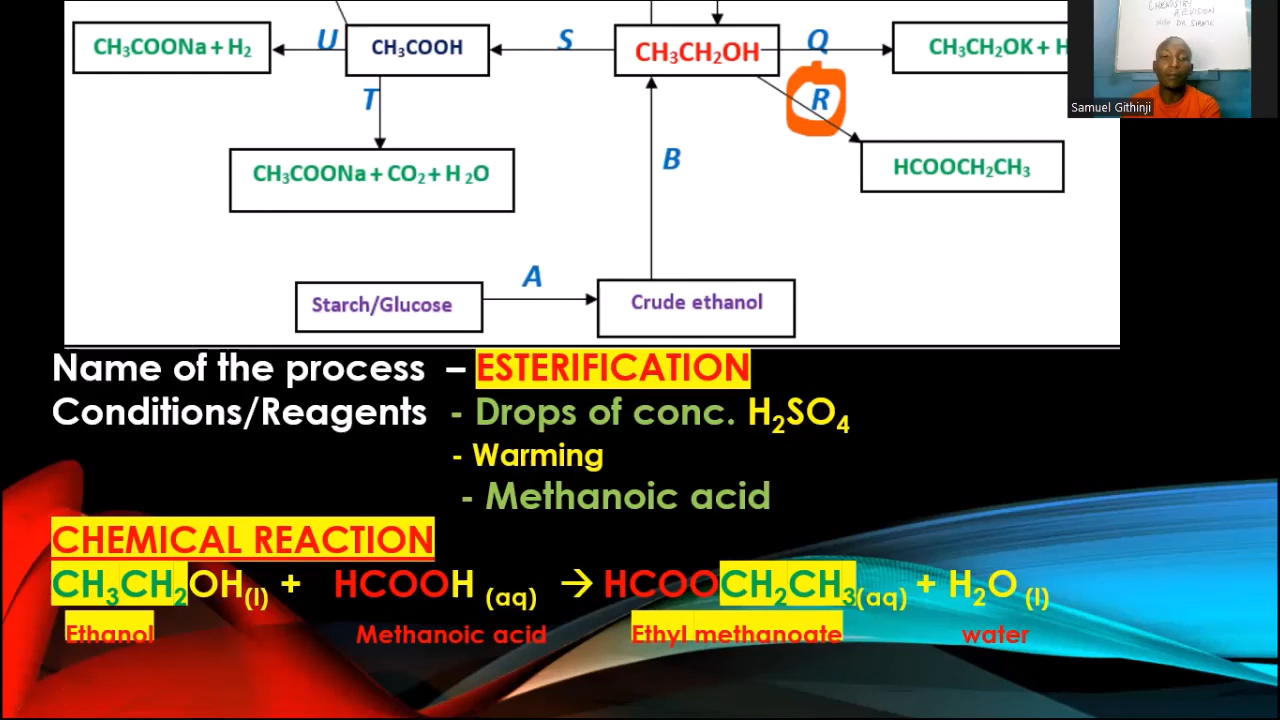 CHEMISTRY
REVISION
CH₃COONa + H₂
U
CH₃COOH
S
CH₃CH₂OH
Q
CH₃CH₂OK + H
T
R
Samuel Githinji
CH₃COONa + CO₂ + H₂O
B
HCOOCH₂CH₃
A
Starch/Glucose
Crude ethanol
Name of the process – ESTERIFICATION
Conditions/Reagents - Drops of conc. H₂SO₄
- Warming
- Methanoic acid
CHEMICAL REACTION
CH₃CH₂OH(l) + HCOOH (aq) → HCOOCH₂CH₃(aq) + H₂O (l)
Ethanol Methanoic acid Ethyl methanoate water